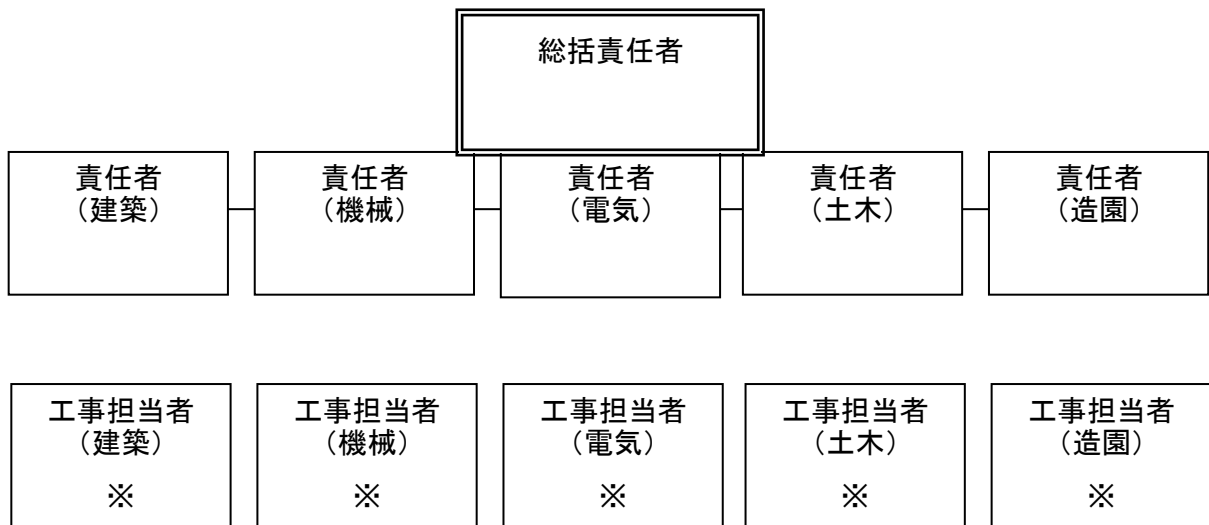 総括責任者
責任者
（建築）
責任者
（機械）
責任者
（電気）
責任者
（土木）
責任者
（造園）
工事担当者
（建築）
※
工事担当者
（機械）
※
工事担当者
（電気）
※
工事担当者
（土木）
※
工事担当者
（造園）
※